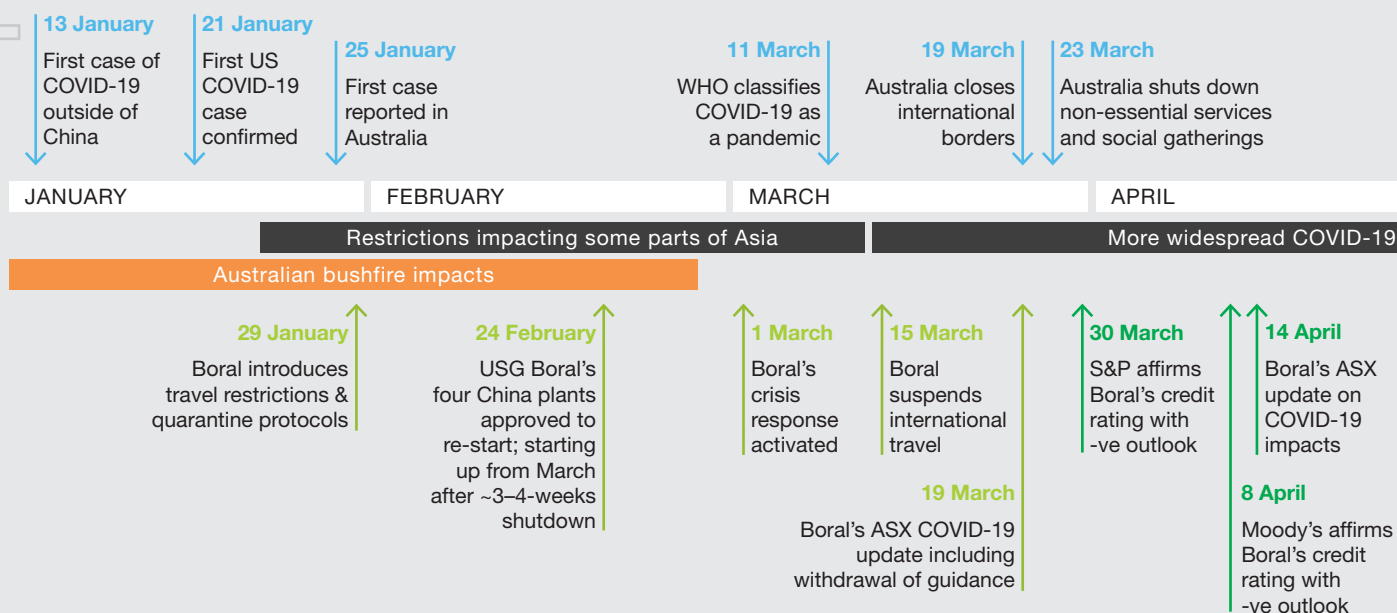 13 January
First case of
COVID-19
outside of
China
21 January
First US
COVID-19
case
confirmed
25 January
First case
reported in
Australia
11 March
WHO classifies
COVID-19 as
a pandemic
19 March
Australia closes
international
borders
23 March
Australia shuts down
non-essential services
and social gatherings
JANUARY
FEBRUARY
MARCH
APRIL
Restrictions impacting some parts of Asia
More widespread COVID-19
Australian bushfire impacts
29 January
Boral introduces
travel restrictions &
quarantine protocols
24 February
USG Boral’s
four China plants
approved to
re-start; starting
up from March
after ~3–4-weeks
shutdown
1 March
Boral’s
crisis
response
activated
15 March
Boral
suspends
international
travel
19 March
Boral’s ASX COVID-19
update including
withdrawal of guidance
30 March
S&P affirms
Boral’s credit
rating with
-ve outlook
14 April
Boral’s ASX
update on
COVID-19
impacts
8 April
Moody’s affirms
Boral’s credit
rating with
-ve outlook